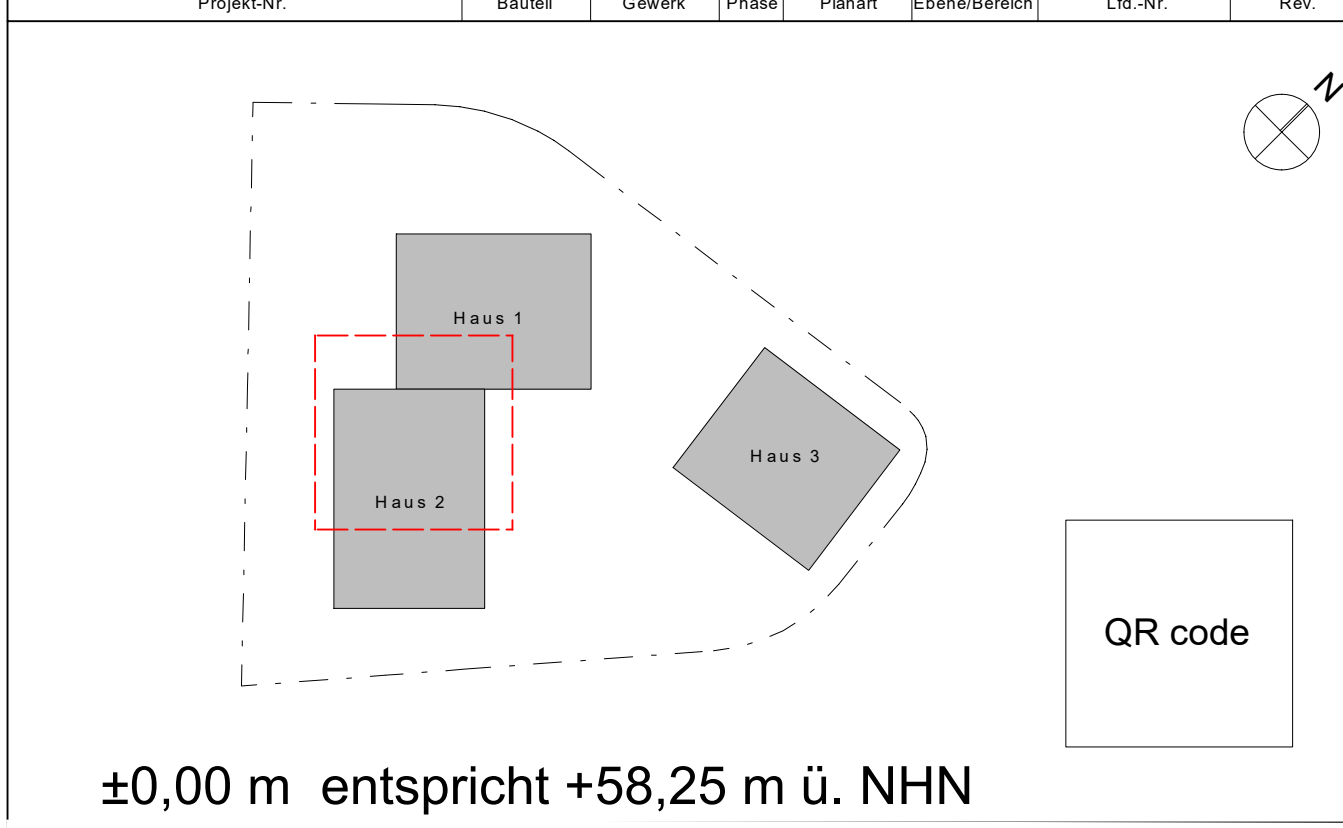 Projekt-Nr. Bauteil Gewerk Phase Planart Ebene/Bereich Lfd.-Nr. Rev.
N
Haus 1
Haus 3
Haus 2
QR code
±0,00 m entspricht +58,25 m ü. NHN